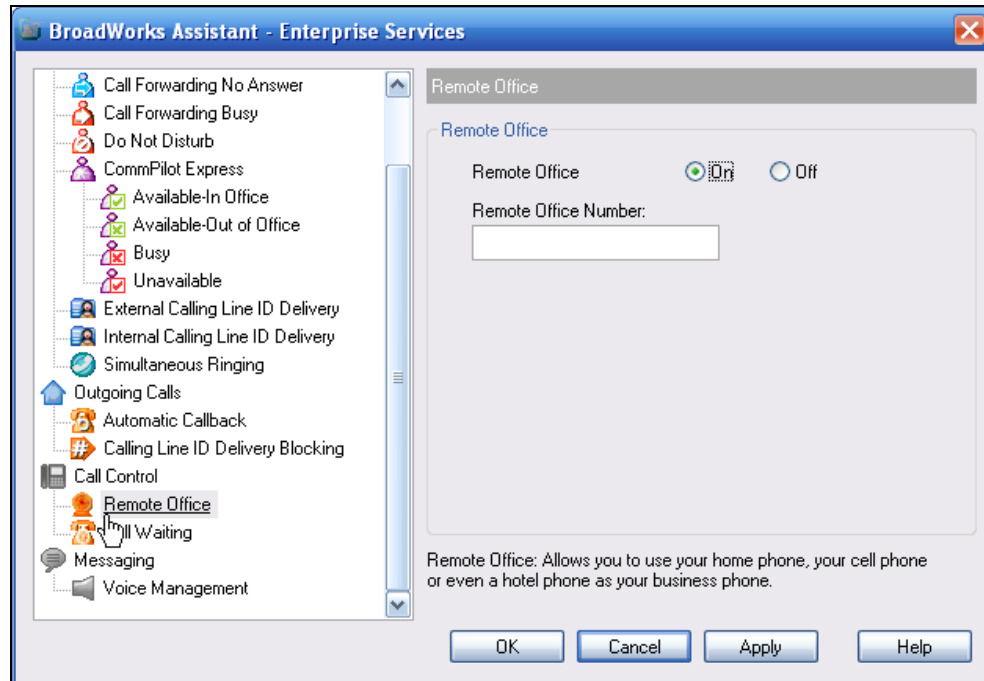 BroadWorks Assistant - Enterprise Services
Call Forwarding No Answer
Call Forwarding Busy
Do Not Disturb
CommPilot Express
Available-In Office
Available-Out of Office
Busy
Unavailable
External Calling Line ID Delivery
Internal Calling Line ID Delivery
Simultaneous Ringing
Outgoing Calls
Automatic Callback
Calling Line ID Delivery Blocking
Call Control
Remote Office
ll Waiting
Messaging
Voice Management
Remote Office
Remote Office
Remote Office On Off
Remote Office Number:
Remote Office: Allows you to use your home phone, your cell phone
or even a hotel phone as your business phone.
OK Cancel Apply Help